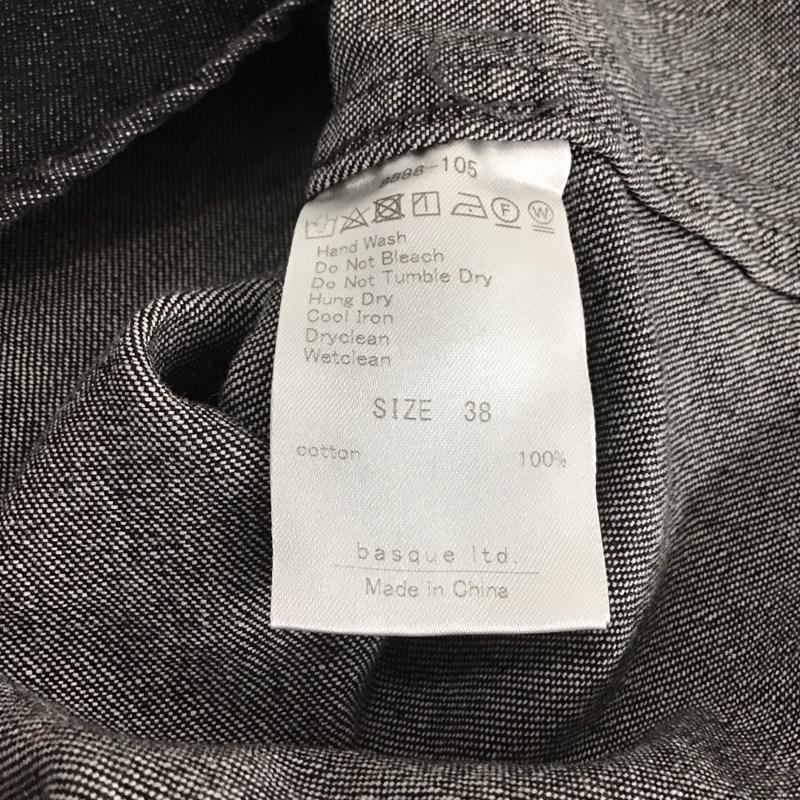 -105
F W
Hand Wash
Do Not Bleach
Do Not Tumble Dry
Hung Dry
Cool Iron
Dryclean
Wetclean
SIZE 38
cotton 100%
basque ltd.
Made in China